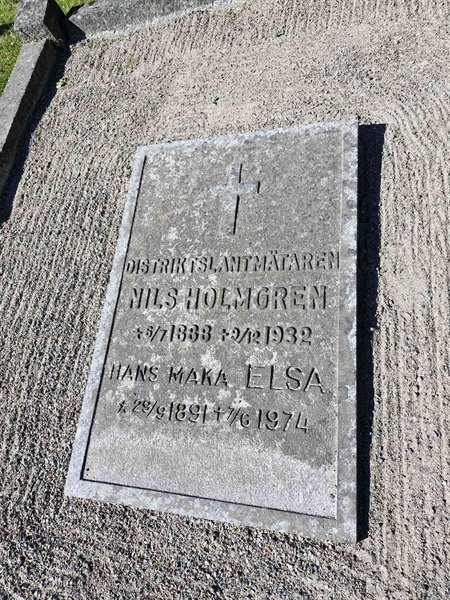 DISTRIKTSLANTMÄTAREN
NILS HOLMGREN
* 5/7 1888 + 9/12 1932
HANS MAKA ELSA
* 29/9 1891 + 7/6 1974